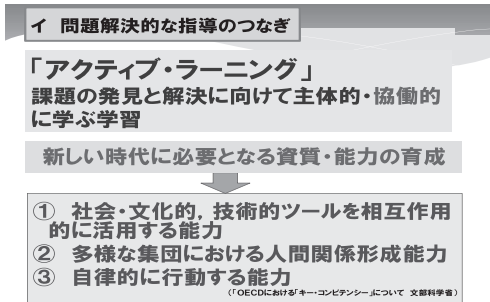 イ 問題解決的な指導のつなぎ
「アクティブ・ラーニング」
課題の発見と解決に向けて主体的・協働的
に学ぶ学習
新しい時代に必要となる資質・能力の育成
① 社会・文化的，技術的ツールを相互作用
的に活用する能力
② 多様な集団における人間関係形成能力
③ 自律的に行動する能力
（「OECDにおける「キー・コンピテンシー」について 文部科学省）